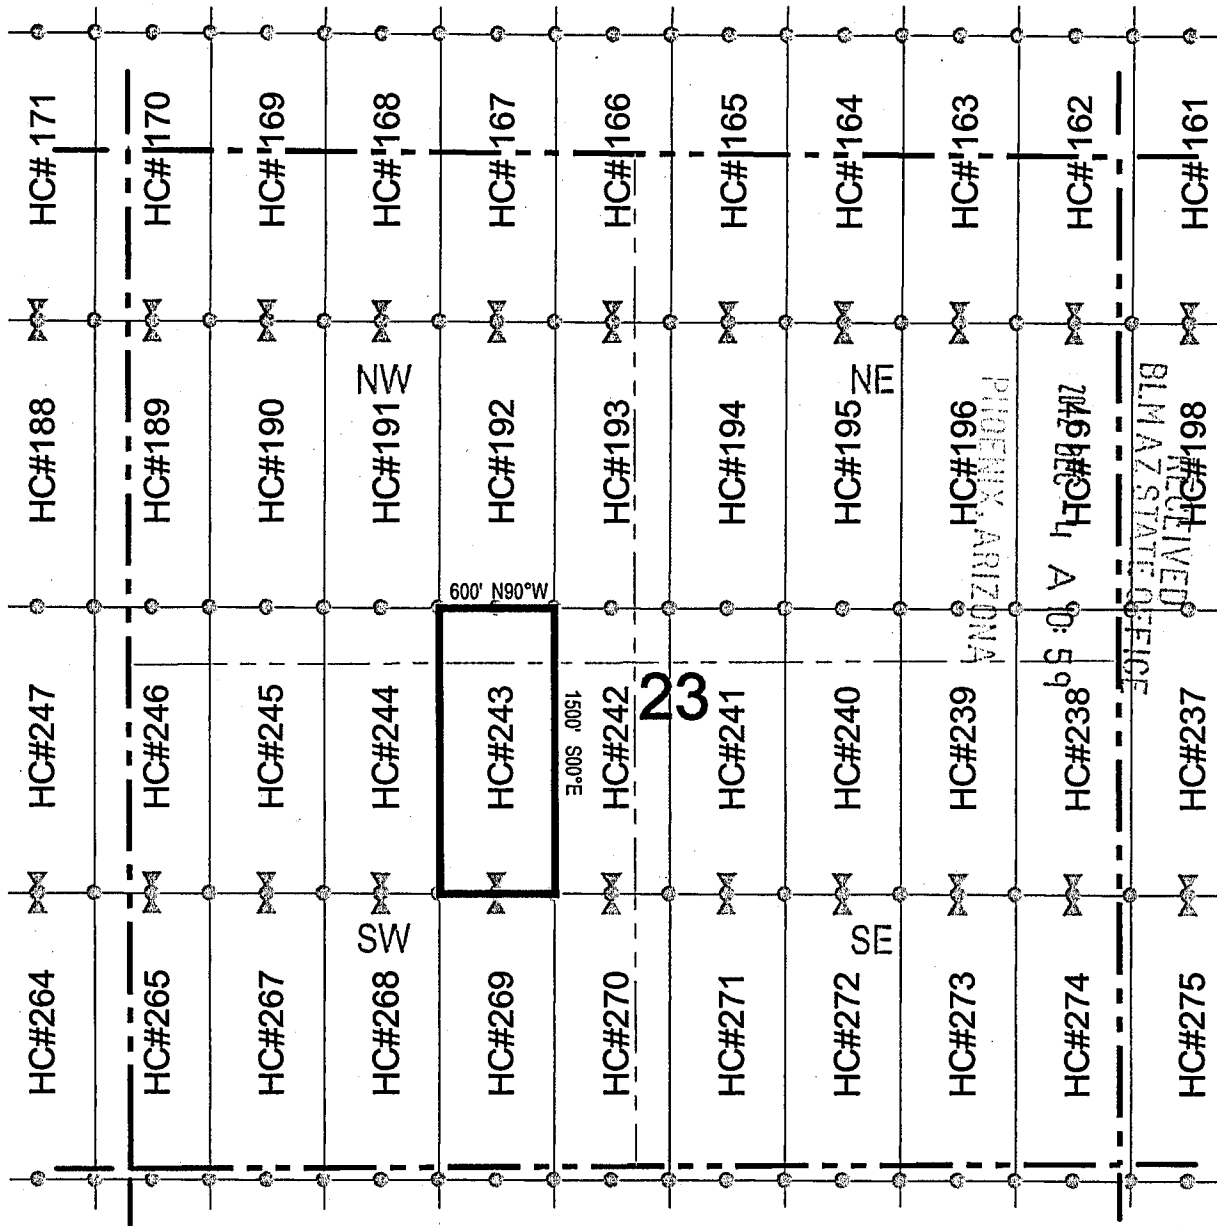 HC# 171
HC# 170
HC# 169
HC# 168
HC# 167
HC# 166
HC# 165
HC# 164
HC# 163
HC# 162
HC# 161
NW
NE
HC#188
HC#189
HC#190
HC#191
HC#192
HC#193
HC#194
HC#195
HC#196
HC#197
HC#198
RECEIVED
BLM AZ STATE OFFICE
A 10: 59
PHOENIX, ARIZONA
600' N90°W
1500' S00°E
23
HC#247
HC#246
HC#245
HC#244
HC#243
HC#242
HC#241
HC#240
HC#239
HC#238
HC#237
SW
SE
HC#264
HC#265
HC#267
HC#268
HC#269
HC#270
HC#271
HC#272
HC#273
HC#274
HC#275